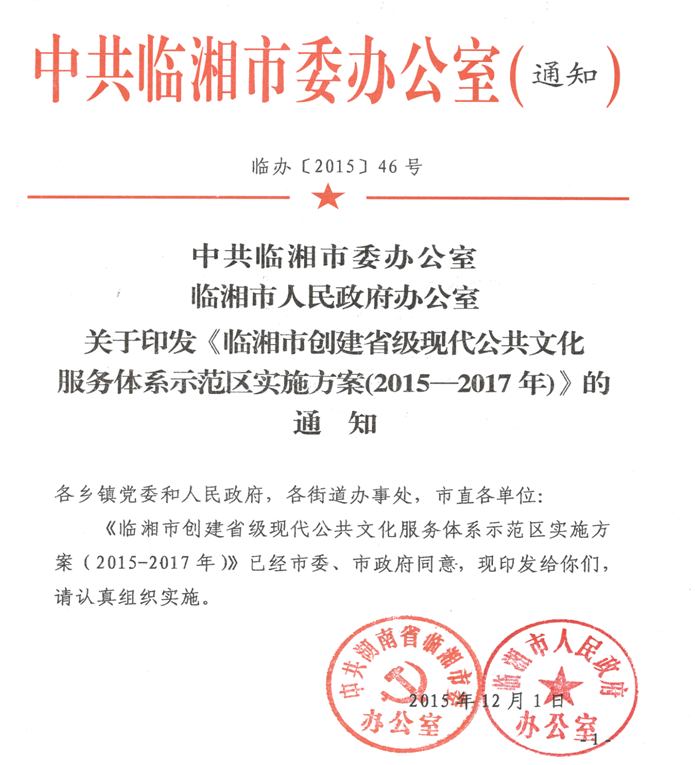 中共临湘市委办公室(通知)
临办〔2015〕46号
中共临湘市委办公室
临湘市人民政府办公室
关于印发《临湘市创建省级现代公共文化
服务体系示范区实施方案(2015—2017年)》的
通 知
各乡镇党委和人民政府，各街道办事处，市直各单位：
《临湘市创建省级现代公共文化服务体系示范区实施方
案（2015-2017年)》已经市委、市政府同意，现印发给你们，
请认真组织实施。
中共湖南省临湘市委
办公室
临湘市人民政府
办公室
2015年12月1日
-1-